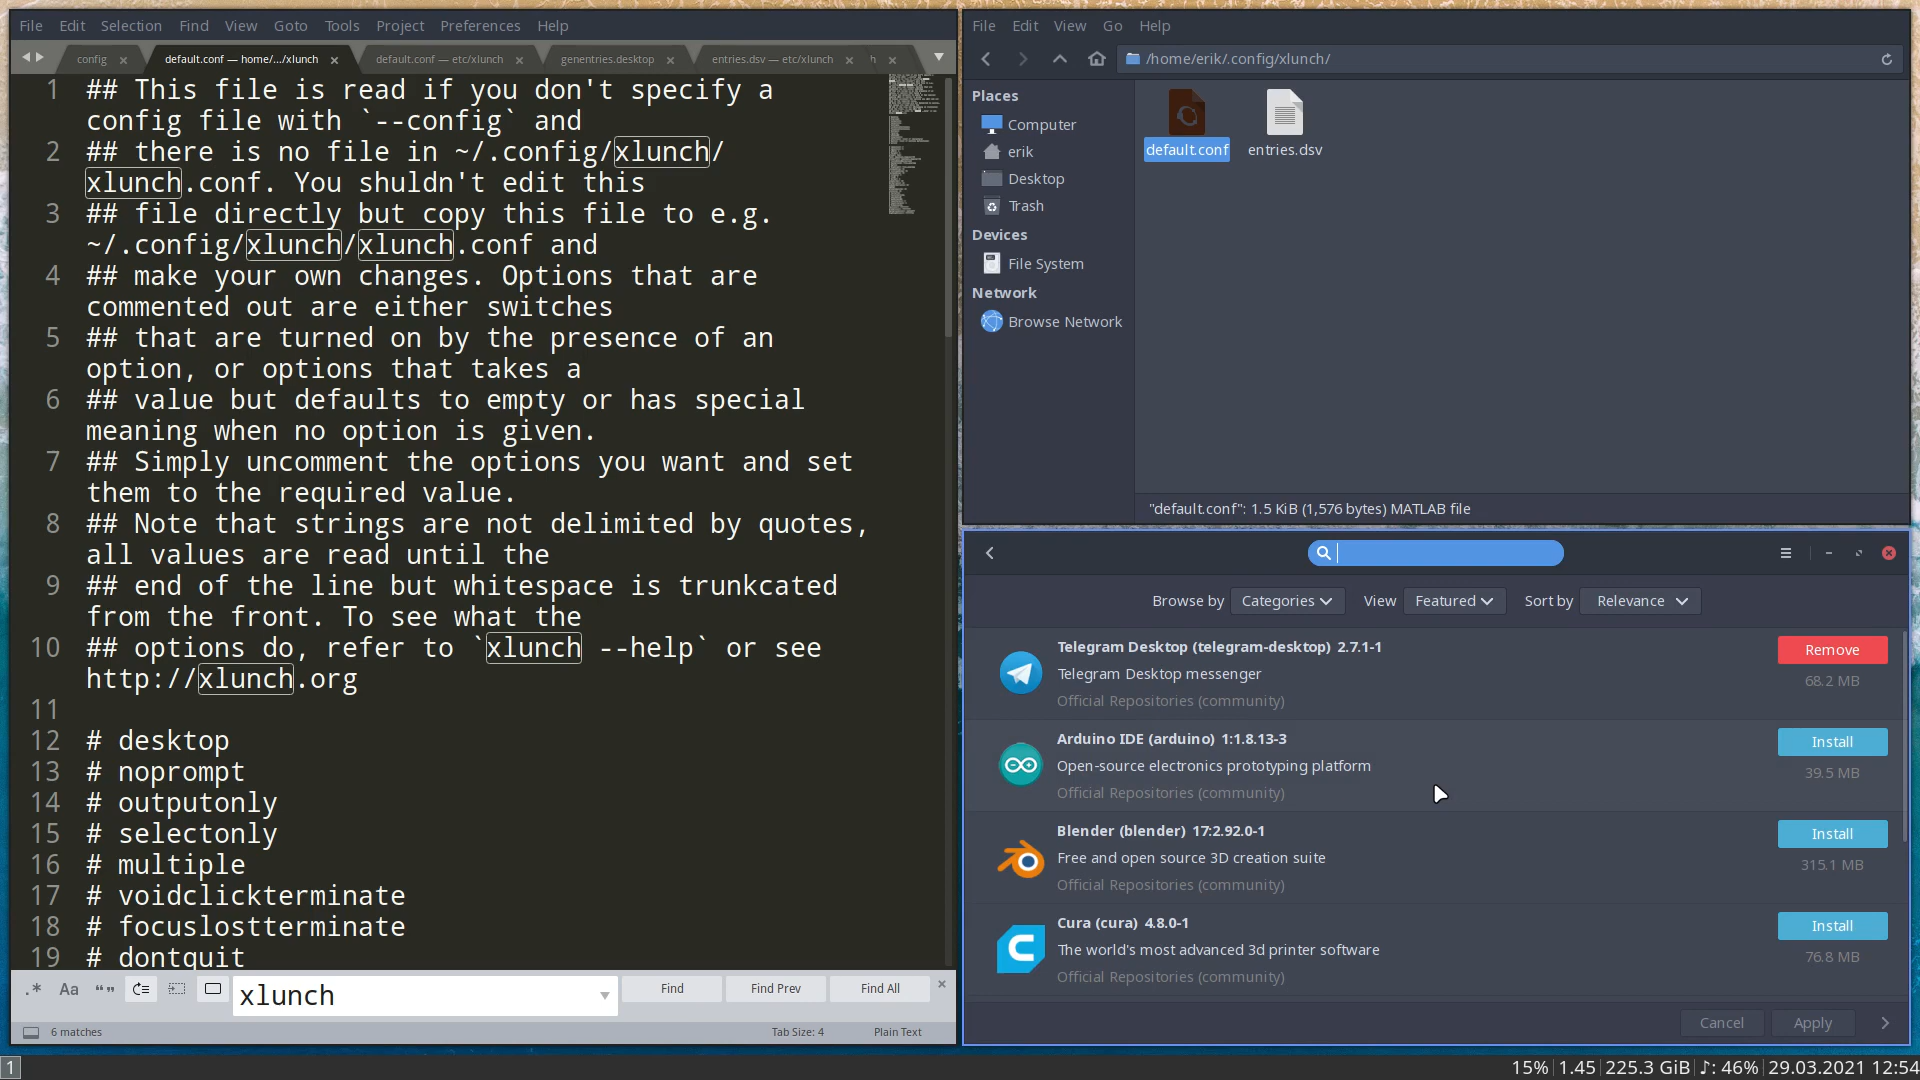 File Edit Selection Find View Goto Tools Project Preferences Help
config × default.conf — home/.../xlunch × default.conf — etc/xlunch × genentries.desktop × entries.dsv — etc/xlunch × h ×
1 ## This file is read if you don't specify a
config file with `--config` and
2 ## there is no file in ~/.config/xlunch/
xlunch.conf. You shuldn't edit this
3 ## file directly but copy this file to e.g.
~/.config/xlunch/xlunch.conf and
4 ## make your own changes. Options that are
commented out are either switches
5 ## that are turned on by the presence of an
option, or options that takes a
6 ## value but defaults to empty or has special
meaning when no option is given.
7 ## Simply uncomment the options you want and set
them to the required value.
8 ## Note that strings are not delimited by quotes,
all values are read until the
9 ## end of the line but whitespace is trunkcated
from the front. To see what the
10 ## options do, refer to `xlunch --help` or see
http://xlunch.org
11
12 # desktop
13 # noprompt
14 # outputonly
15 # selectonly
16 # multiple
17 # voidclickterminate
18 # focuslostterminate
19 # dontquit
.* Aa “” xlunch Find Find Prev Find All ×
6 matches Tab Size: 4 Plain Text
File Edit View Go Help
/home/erik/.config/xlunch/
Places
Computer
erik
Desktop
Trash
Devices
File System
Network
Browse Network
default.conf entries.dsv
"default.conf": 1.5 KiB (1,576 bytes) MATLAB file
Browse by Categories View Featured Sort by Relevance
Telegram Desktop (telegram-desktop) 2.7.1-1
Telegram Desktop messenger
Official Repositories (community)
Remove
68.2 MB
Arduino IDE (arduino) 1:1.8.13-3
Open-source electronics prototyping platform
Official Repositories (community)
Install
39.5 MB
Blender (blender) 17:2.92.0-1
Free and open source 3D creation suite
Official Repositories (community)
Install
315.1 MB
Cura (cura) 4.8.0-1
The world's most advanced 3d printer software
Official Repositories (community)
Install
76.8 MB
Cancel Apply
1 15% | 1.45 | 225.3 GiB | ♪: 46% | 29.03.2021 12:54